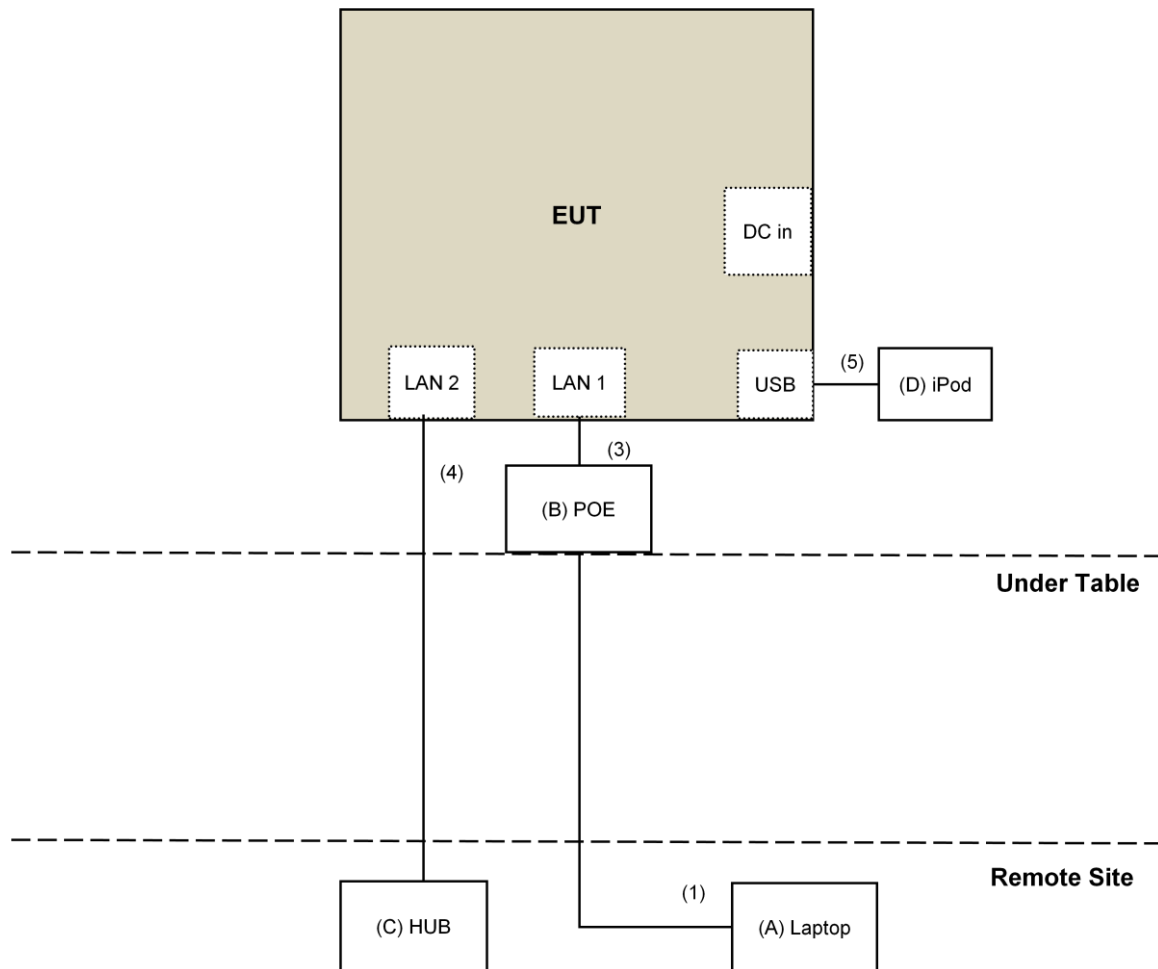 EUT
DC in
LAN 2
LAN 1
USB
(5)
(D) iPod
(4)
(3)
(B) POE
Under Table
Remote Site
(1)
(C) HUB
(A) Laptop